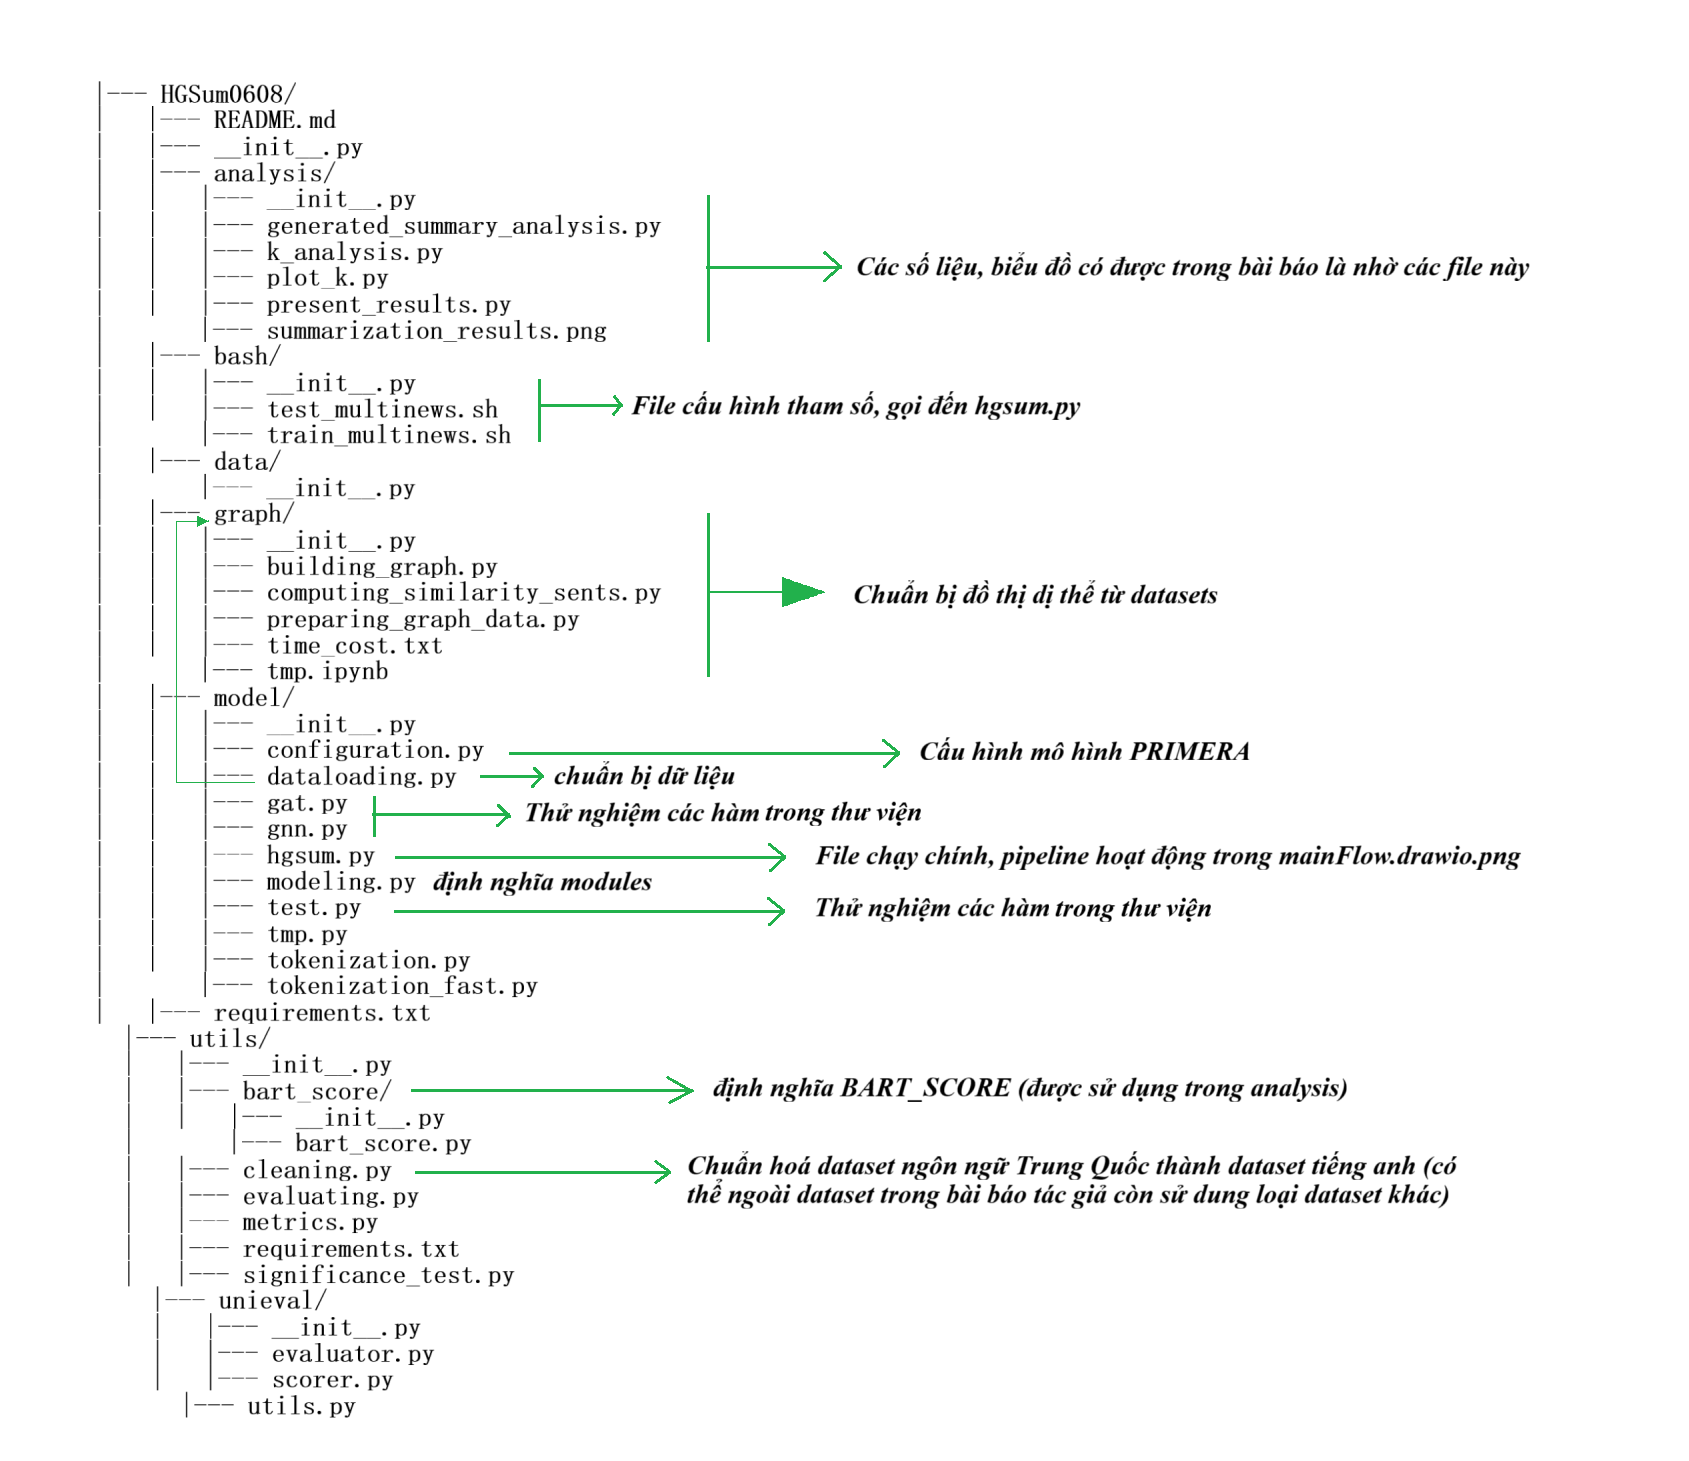 |--- HGSum0608/
| |--- README.md
| |--- __init__.py
| |--- analysis/
| | |--- __init__.py
| | |--- generated_summary_analysis.py
| | |--- k_analysis.py
| | |--- plot_k.py
| | |--- present_results.py
| |--- summarization_results.png
Các số liệu, biểu đồ có được trong bài báo là nhờ các file này
| |--- bash/
| | |--- __init__.py
| | |--- test_multinews.sh
| |--- train_multinews.sh
File cấu hình tham số, gọi đến hgsum.py
| |--- data/
| |--- __init__.py
| |--- graph/
| | |--- __init__.py
| | |--- building_graph.py
| | |--- computing_similarity_sents.py
| | |--- preparing_graph_data.py
| | |--- time_cost.txt
| |--- tmp.ipynb
Chuẩn bị đồ thị dị thể từ datasets
| |--- model/
| | |--- __init__.py
| | |--- configuration.py Cấu hình mô hình PRIMERA
| | |--- dataloading.py chuẩn bị dữ liệu
| | |--- gat.py
| | |--- gnn.py
Thử nghiệm các hàm trong thư viện
| | |--- hgsum.py File chạy chính, pipeline hoạt động trong mainFlow.drawio.png
| | |--- modeling.py định nghĩa modules
| | |--- test.py Thử nghiệm các hàm trong thư viện
| | |--- tmp.py
| | |--- tokenization.py
| |--- tokenization_fast.py
| |--- requirements.txt
|--- utils/
| |--- __init__.py
| |--- bart_score/ định nghĩa BART_SCORE (được sử dụng trong analysis)
| | |--- __init__.py
| |--- bart_score.py
| |--- cleaning.py
Chuẩn hoá dataset ngôn ngữ Trung Quốc thành dataset tiếng anh (có
thể ngoài dataset trong bài báo tác giả còn sử dung loại dataset khác)
| |--- evaluating.py
| |--- metrics.py
| |--- requirements.txt
| |--- significance_test.py
|--- unieval/
| |--- __init__.py
| |--- evaluator.py
| |--- scorer.py
|--- utils.py